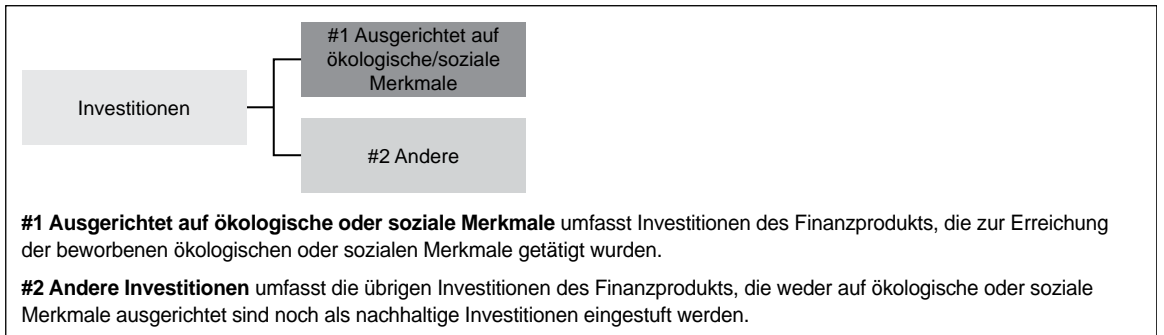 #1 Ausgerichtet auf
ökologische/soziale
Merkmale
Investitionen
#2 Andere
#1 Ausgerichtet auf ökologische oder soziale Merkmale umfasst Investitionen des Finanzprodukts, die zur Erreichung
der beworbenen ökologischen oder sozialen Merkmale getätigt wurden.
#2 Andere Investitionen umfasst die übrigen Investitionen des Finanzprodukts, die weder auf ökologische oder soziale
Merkmale ausgerichtet sind noch als nachhaltige Investitionen eingestuft werden.